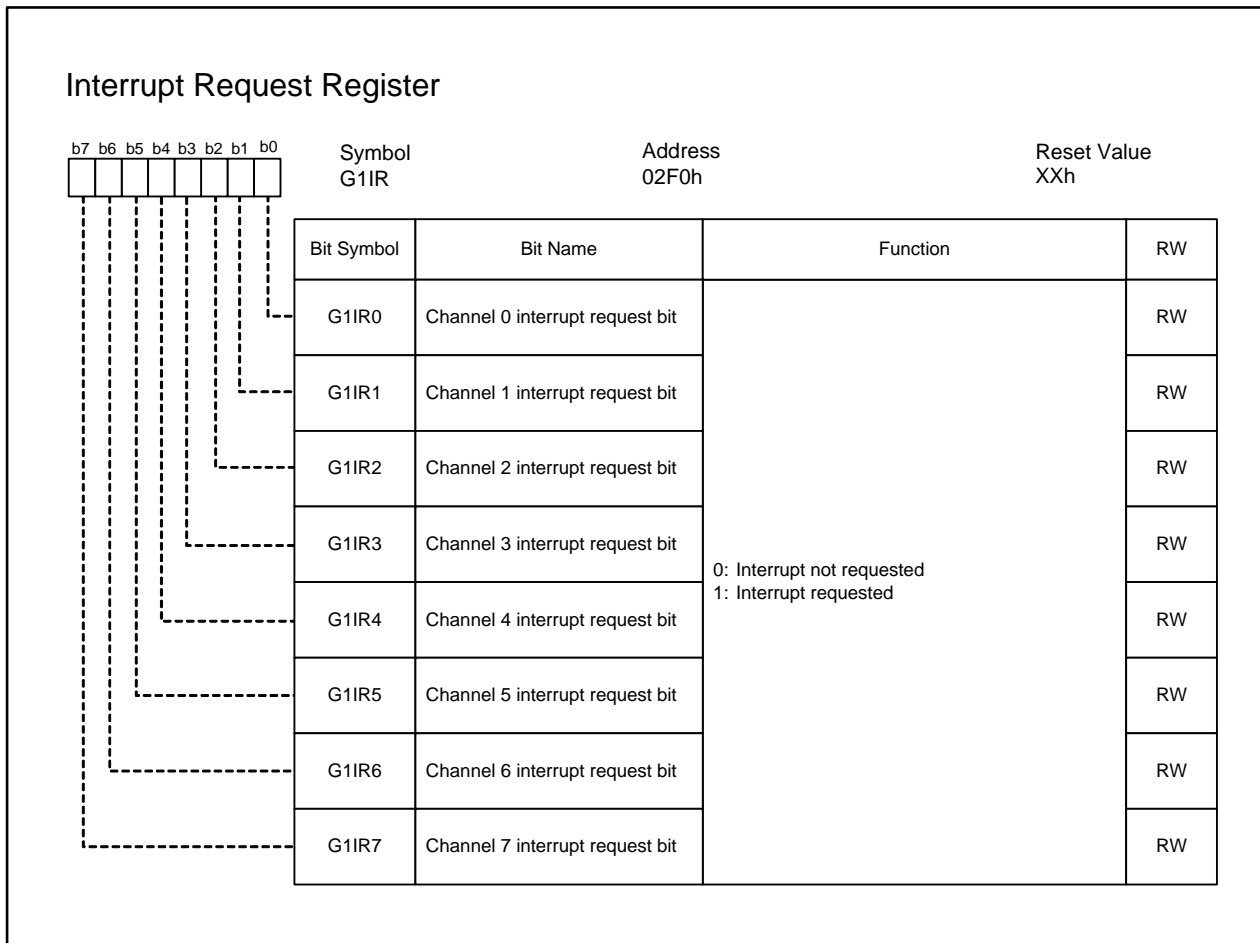 Interrupt Request Register
b7 b6 b5 b4 b3 b2 b1 b0
Symbol Address Reset Value
G1IR 02F0h XXh
Bit Symbol Bit Name Function RW
G1IR0 Channel 0 interrupt request bit RW
G1IR1 Channel 1 interrupt request bit RW
G1IR2 Channel 2 interrupt request bit RW
G1IR3 Channel 3 interrupt request bit RW
0: Interrupt not requested
1: Interrupt requested
G1IR4 Channel 4 interrupt request bit RW
G1IR5 Channel 5 interrupt request bit RW
G1IR6 Channel 6 interrupt request bit RW
G1IR7 Channel 7 interrupt request bit RW